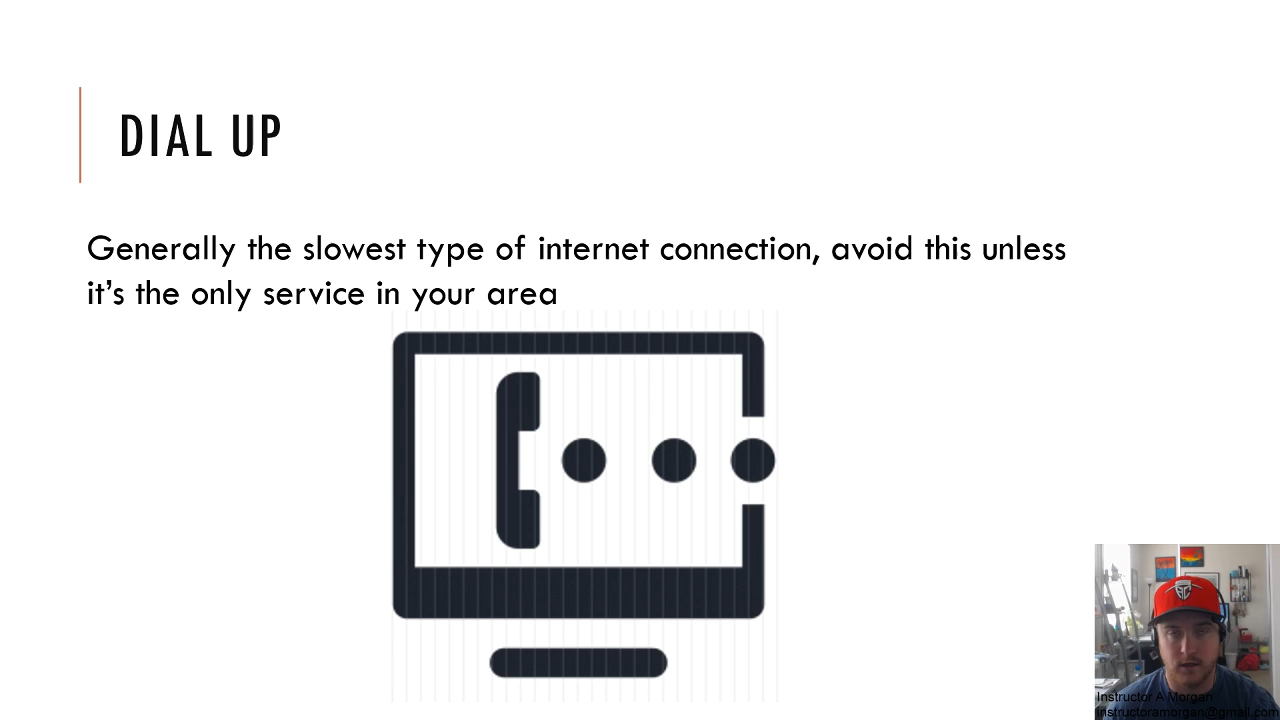 DIAL UP
Generally the slowest type of internet connection, avoid this unless
it's the only service in your area
Instructor A Morgan
instructoramorgan@gmail.com